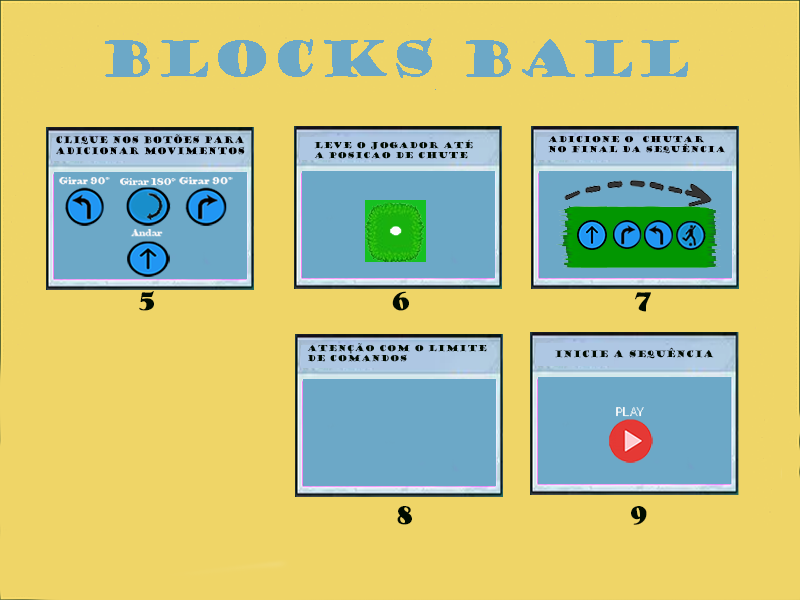 BLOCKS BALL
CLIQUE NOS BOTÕES PARA
ADICIONAR MOVIMENTOS
Girar 90° Girar 180° Girar 90°
Andar
5
LEVE O JOGADOR ATÉ
A POSICAO DE CHUTE
6
ADICIONE O CHUTAR
NO FINAL DA SEQUÊNCIA
7
ATENÇÃO COM O LIMITE
DE COMANDOS
8
INICIE A SEQUÊNCIA
PLAY
9